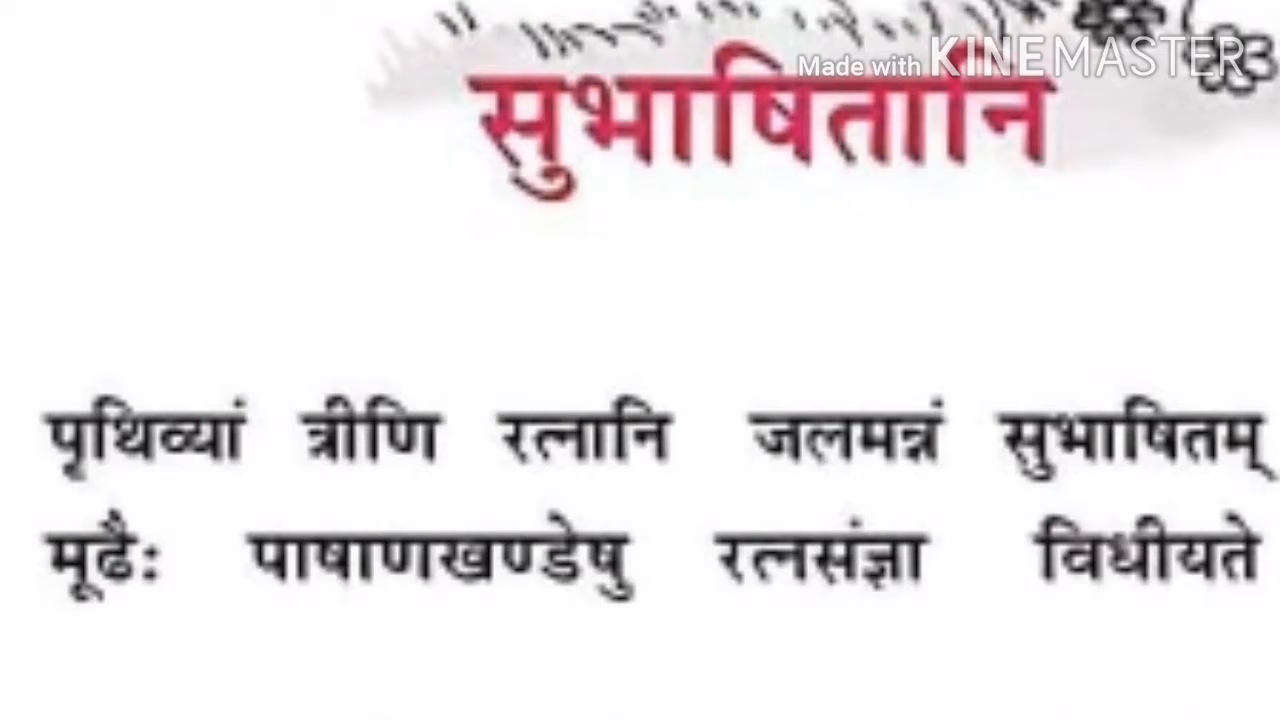 Made with KINEMASTER
सुभाषितानि
पृथिव्यां त्रीणि रत्नानि जलमन्नं सुभाषितम्
मूढैः पाषाणखण्डेषु रत्नसंज्ञा विधीयते